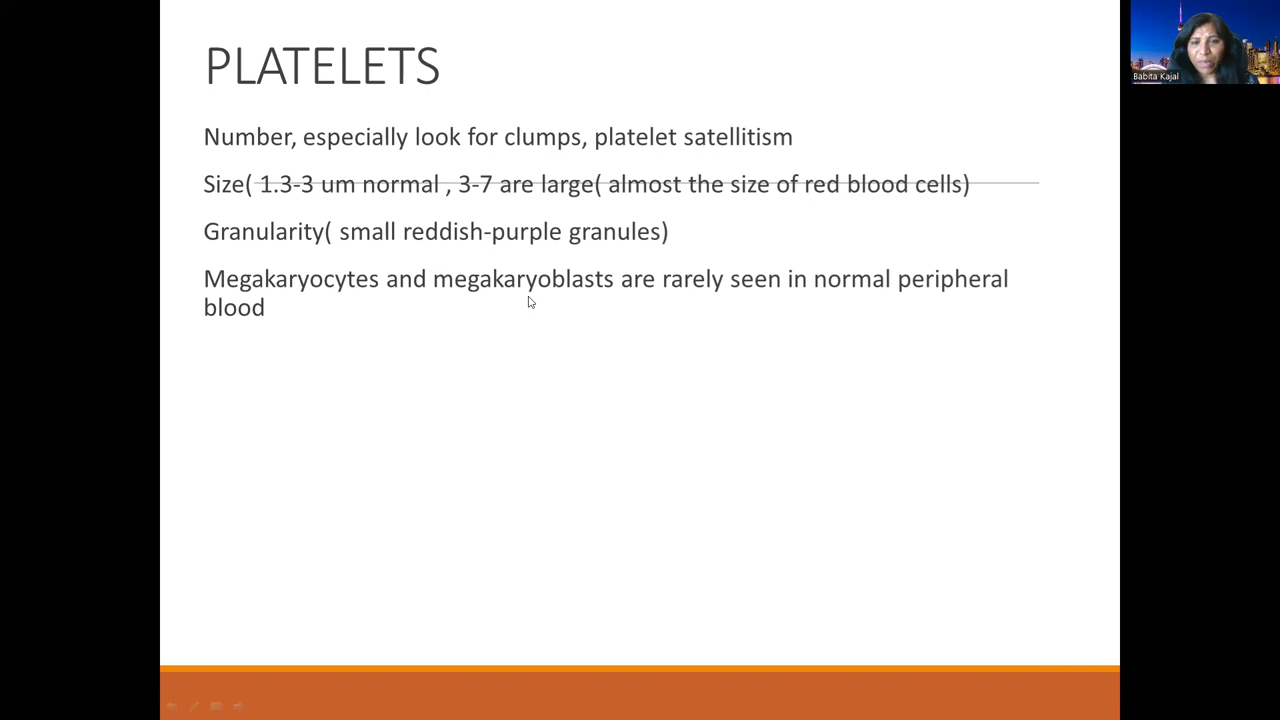 PLATELETS
Babita Kajal
Number, especially look for clumps, platelet satellitism
Size( 1.3-3 um normal , 3-7 are large( almost the size of red blood cells)
Granularity( small reddish-purple granules)
Megakaryocytes and megakaryoblasts are rarely seen in normal peripheral
blood